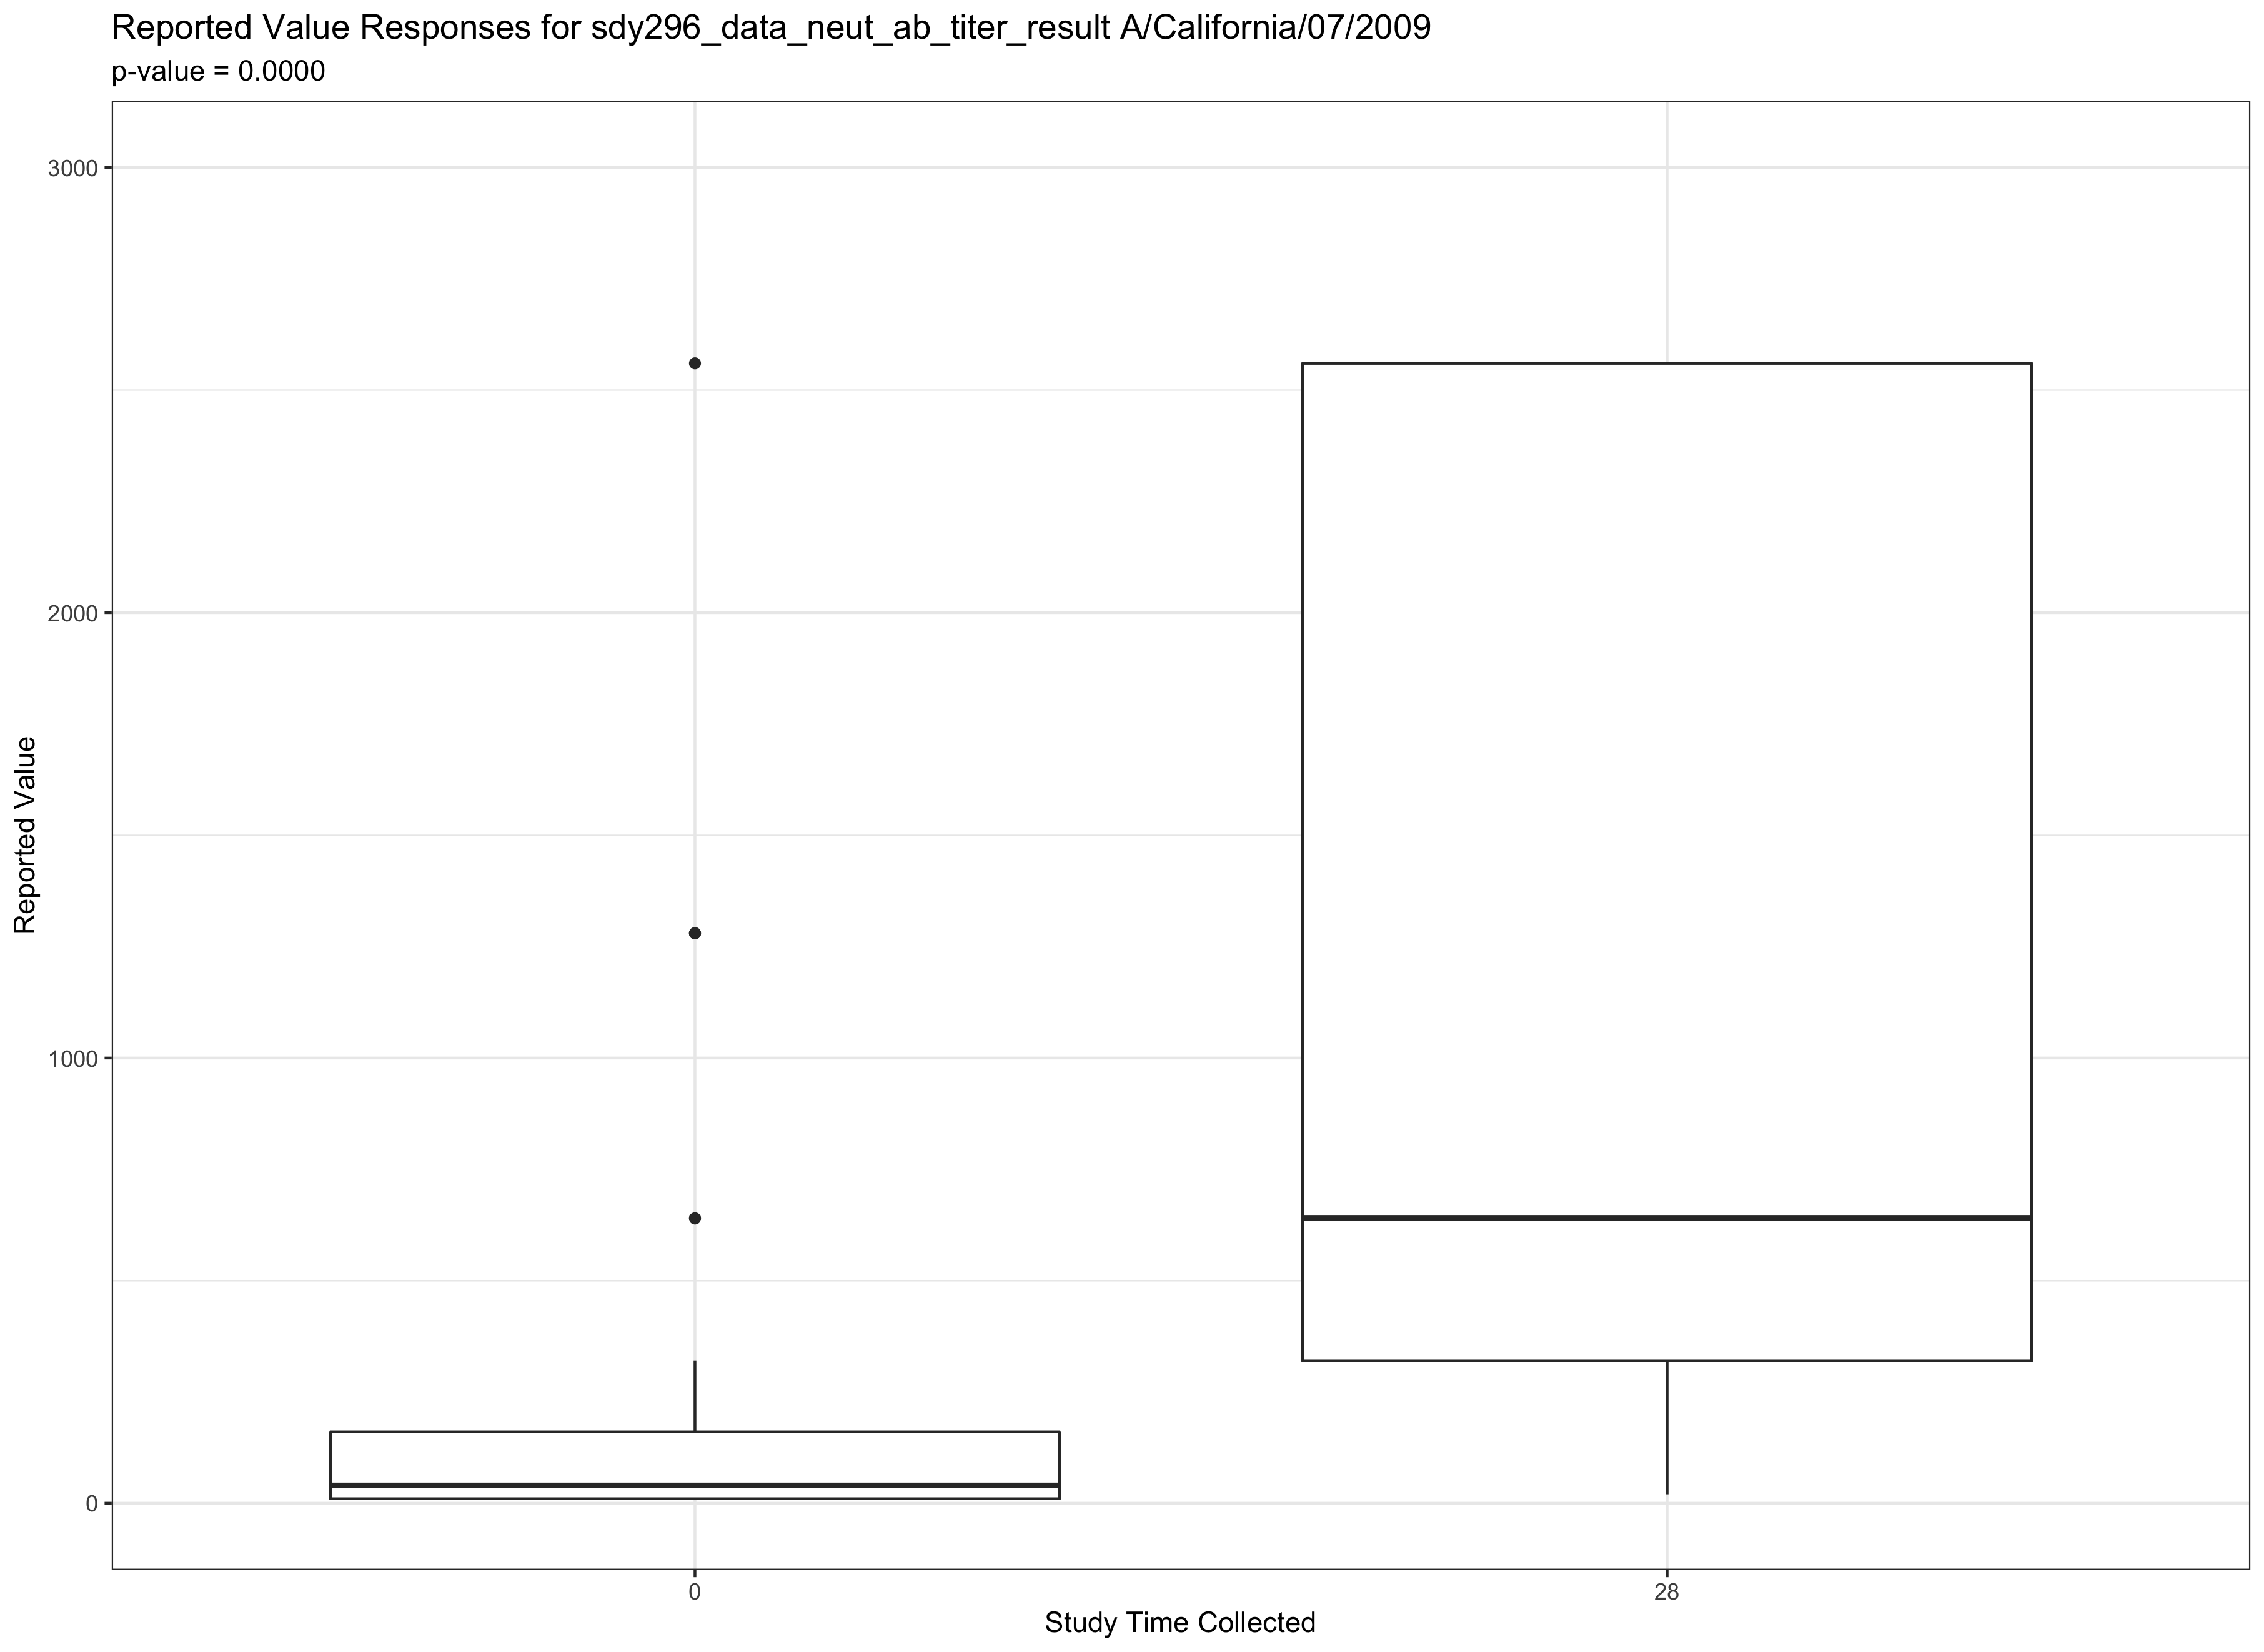 Reported Value Responses for sdy296_data_neut_ab_titer_result A/California/07/2009
p-value = 0.0000
Reported Value
3000
2000
1000
0
0
28
Study Time Collected